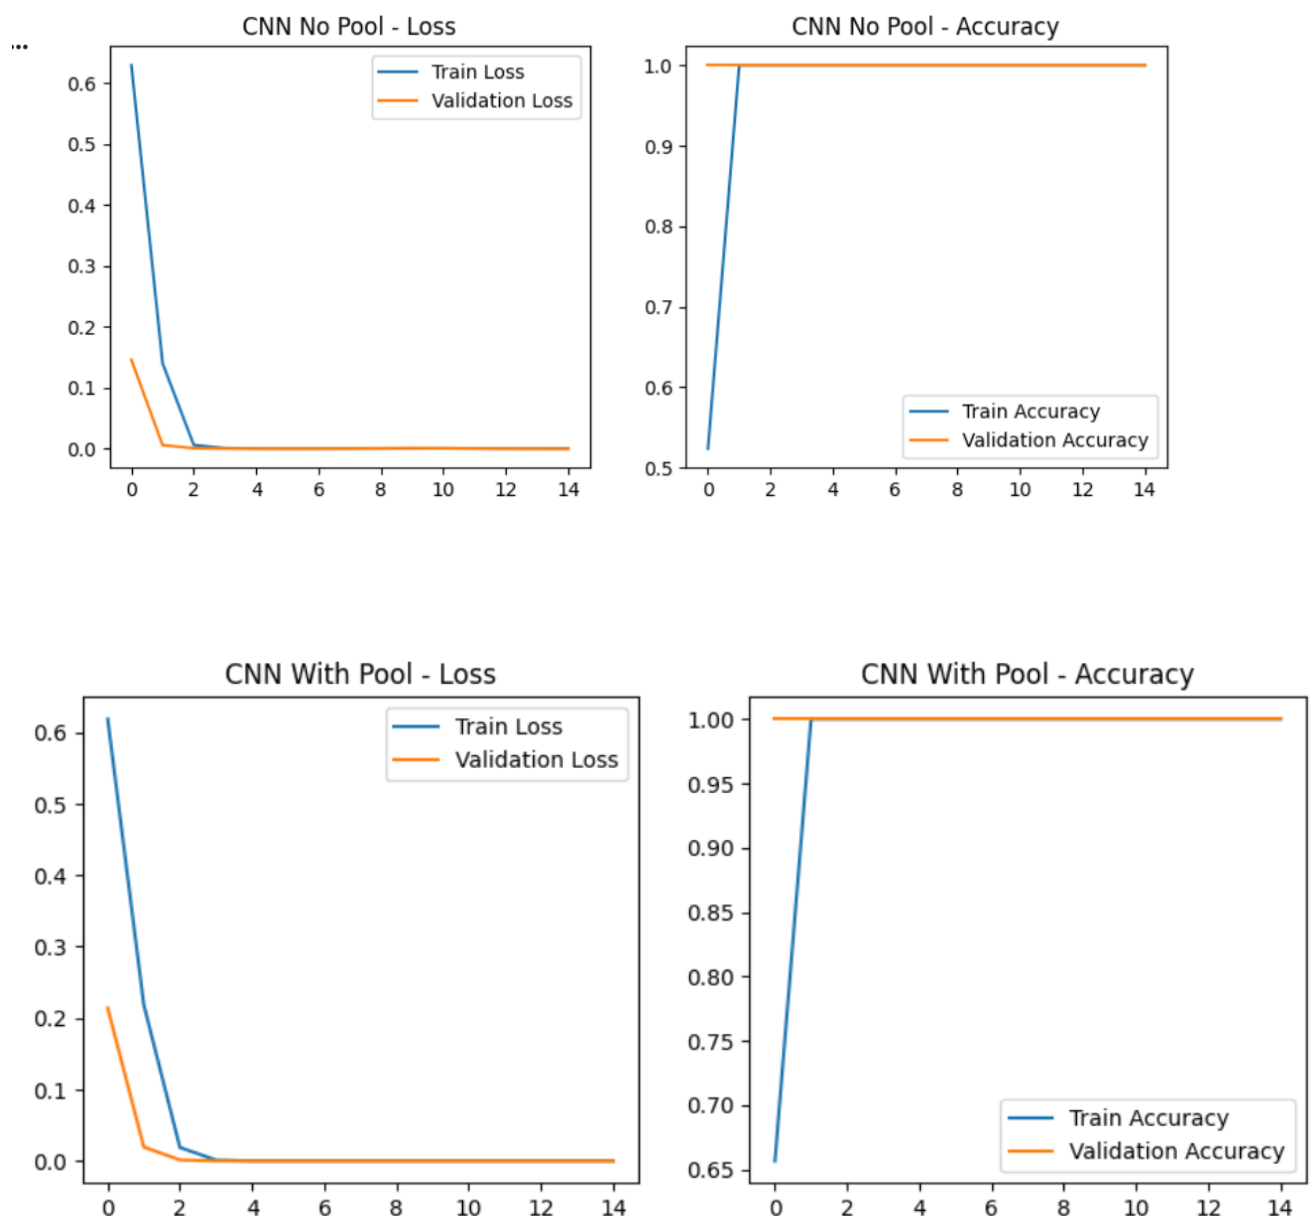 ...
CNN No Pool - Loss
0.6
0.5
0.4
0.3
0.2
0.1
0.0
0 2 4 6 8 10 12 14
Train Loss
Validation Loss
CNN No Pool - Accuracy
1.0
0.9
0.8
0.7
0.6
0.5
0 2 4 6 8 10 12 14
Train Accuracy
Validation Accuracy
CNN With Pool - Loss
0.6
0.5
0.4
0.3
0.2
0.1
0.0
0 2 4 6 8 10 12 14
Train Loss
Validation Loss
CNN With Pool - Accuracy
1.00
0.95
0.90
0.85
0.80
0.75
0.70
0.65
0 2 4 6 8 10 12 14
Train Accuracy
Validation Accuracy